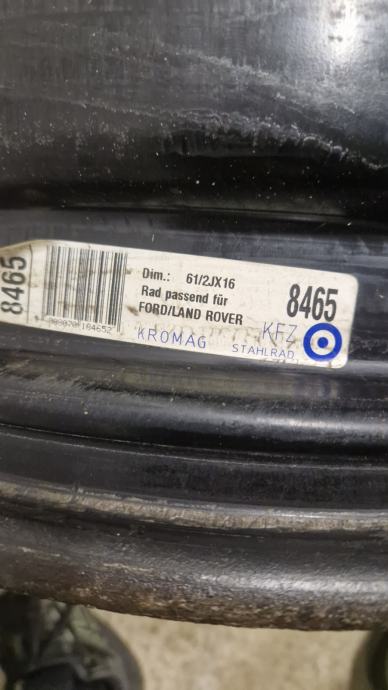 8465
Dim.: 61/2JX16
Rad passend für
FORD/LAND ROVER
8465
KROMAG
KFZ
STAHLRAD